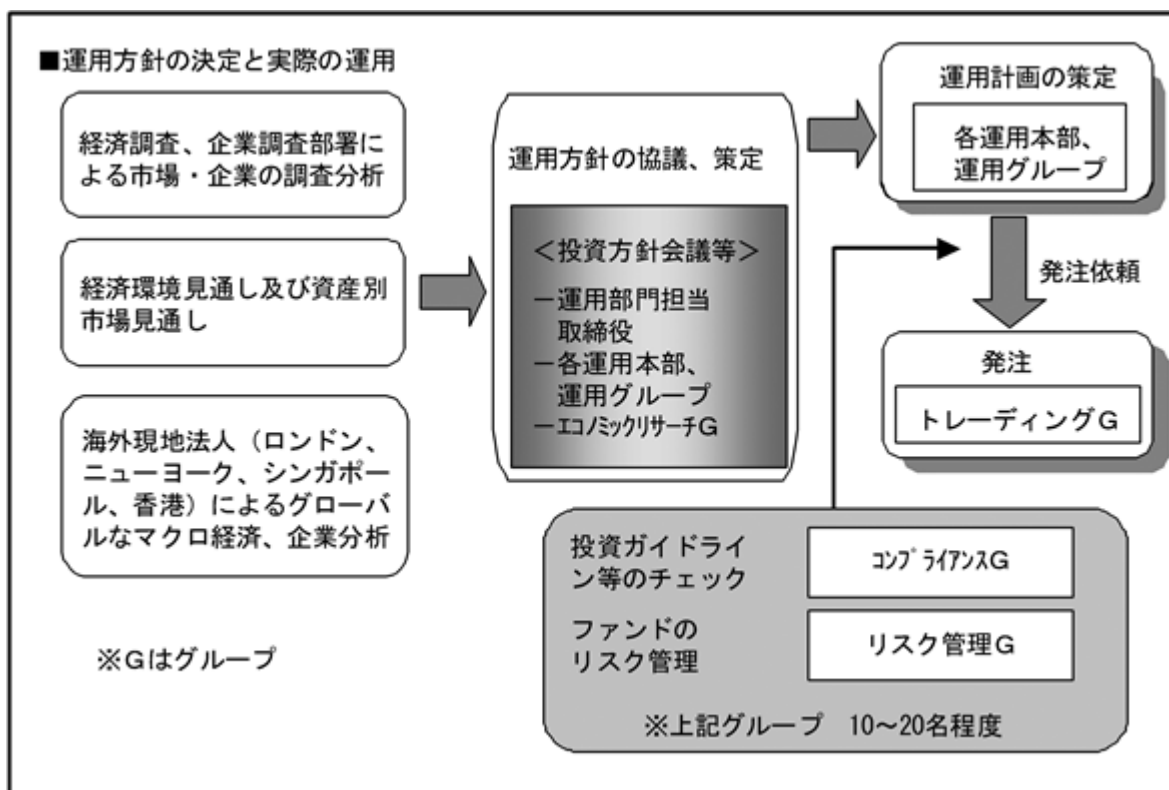 ■運用方針の決定と実際の運用
経済調査、企業調査部署に
よる市場・企業の調査分析
経済環境見通し及び資産別
市場見通し
海外現地法人（ロンドン、
ニューヨーク、シンガポー
ル、香港）によるグローバ
ルなマクロ経済、企業分析
※Ｇはグループ
運用方針の協議、策定
＜投資方針会議等＞
－運用部門担当
取締役
－各運用本部、
運用グループ
－ｴｺﾉﾐｯｸﾘｻｰﾁＧ
運用計画の策定
各運用本部、
運用グループ
発注依頼
発注
トレーディングＧ
投資ガイドライ
ン等のチェック
ｺﾝﾌﾟﾗｲｱﾝｽＧ
ファンドの
リスク管理
リスク管理Ｇ
※上記グループ　10～20名程度